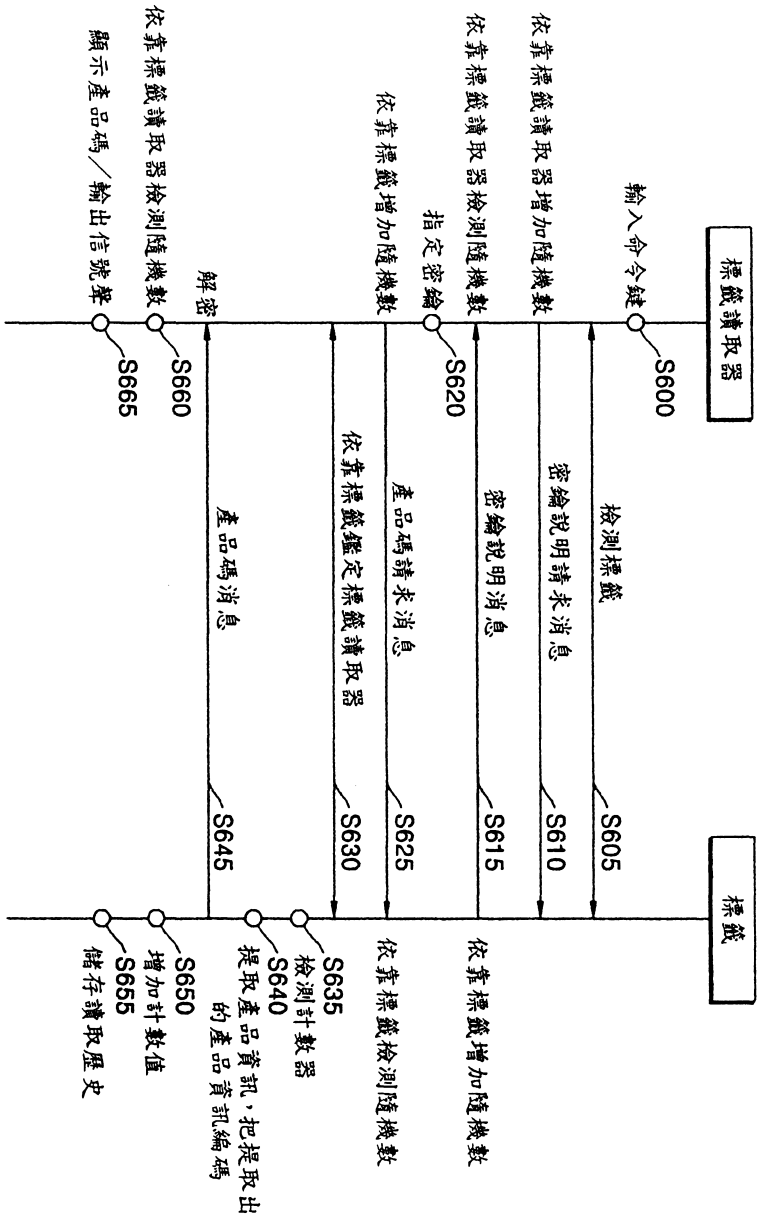 標籤讀取器
標籤
輸入命令鍵
S600
檢測標籤
S605
依靠標籤讀取器增加隨機數
密鑰說明請求消息
S610
依靠標籤讀取器檢測隨機數
密鑰說明消息
S615
依靠標籤增加隨機數
指定密鑰
S620
依靠標籤增加隨機數
產品碼請求消息
S625
依靠標籤檢測隨機數
依靠標籤鑑定標籤讀取器
S630
S635
檢測計數器
S640
提取產品資訊，把提取出
的產品資訊編碼
解密
產品碼消息
S645
S650
增加計數值
S655
儲存讀取歷史
依靠標籤讀取器檢測隨機數
S660
顯示產品碼／輸出信號聲
S665